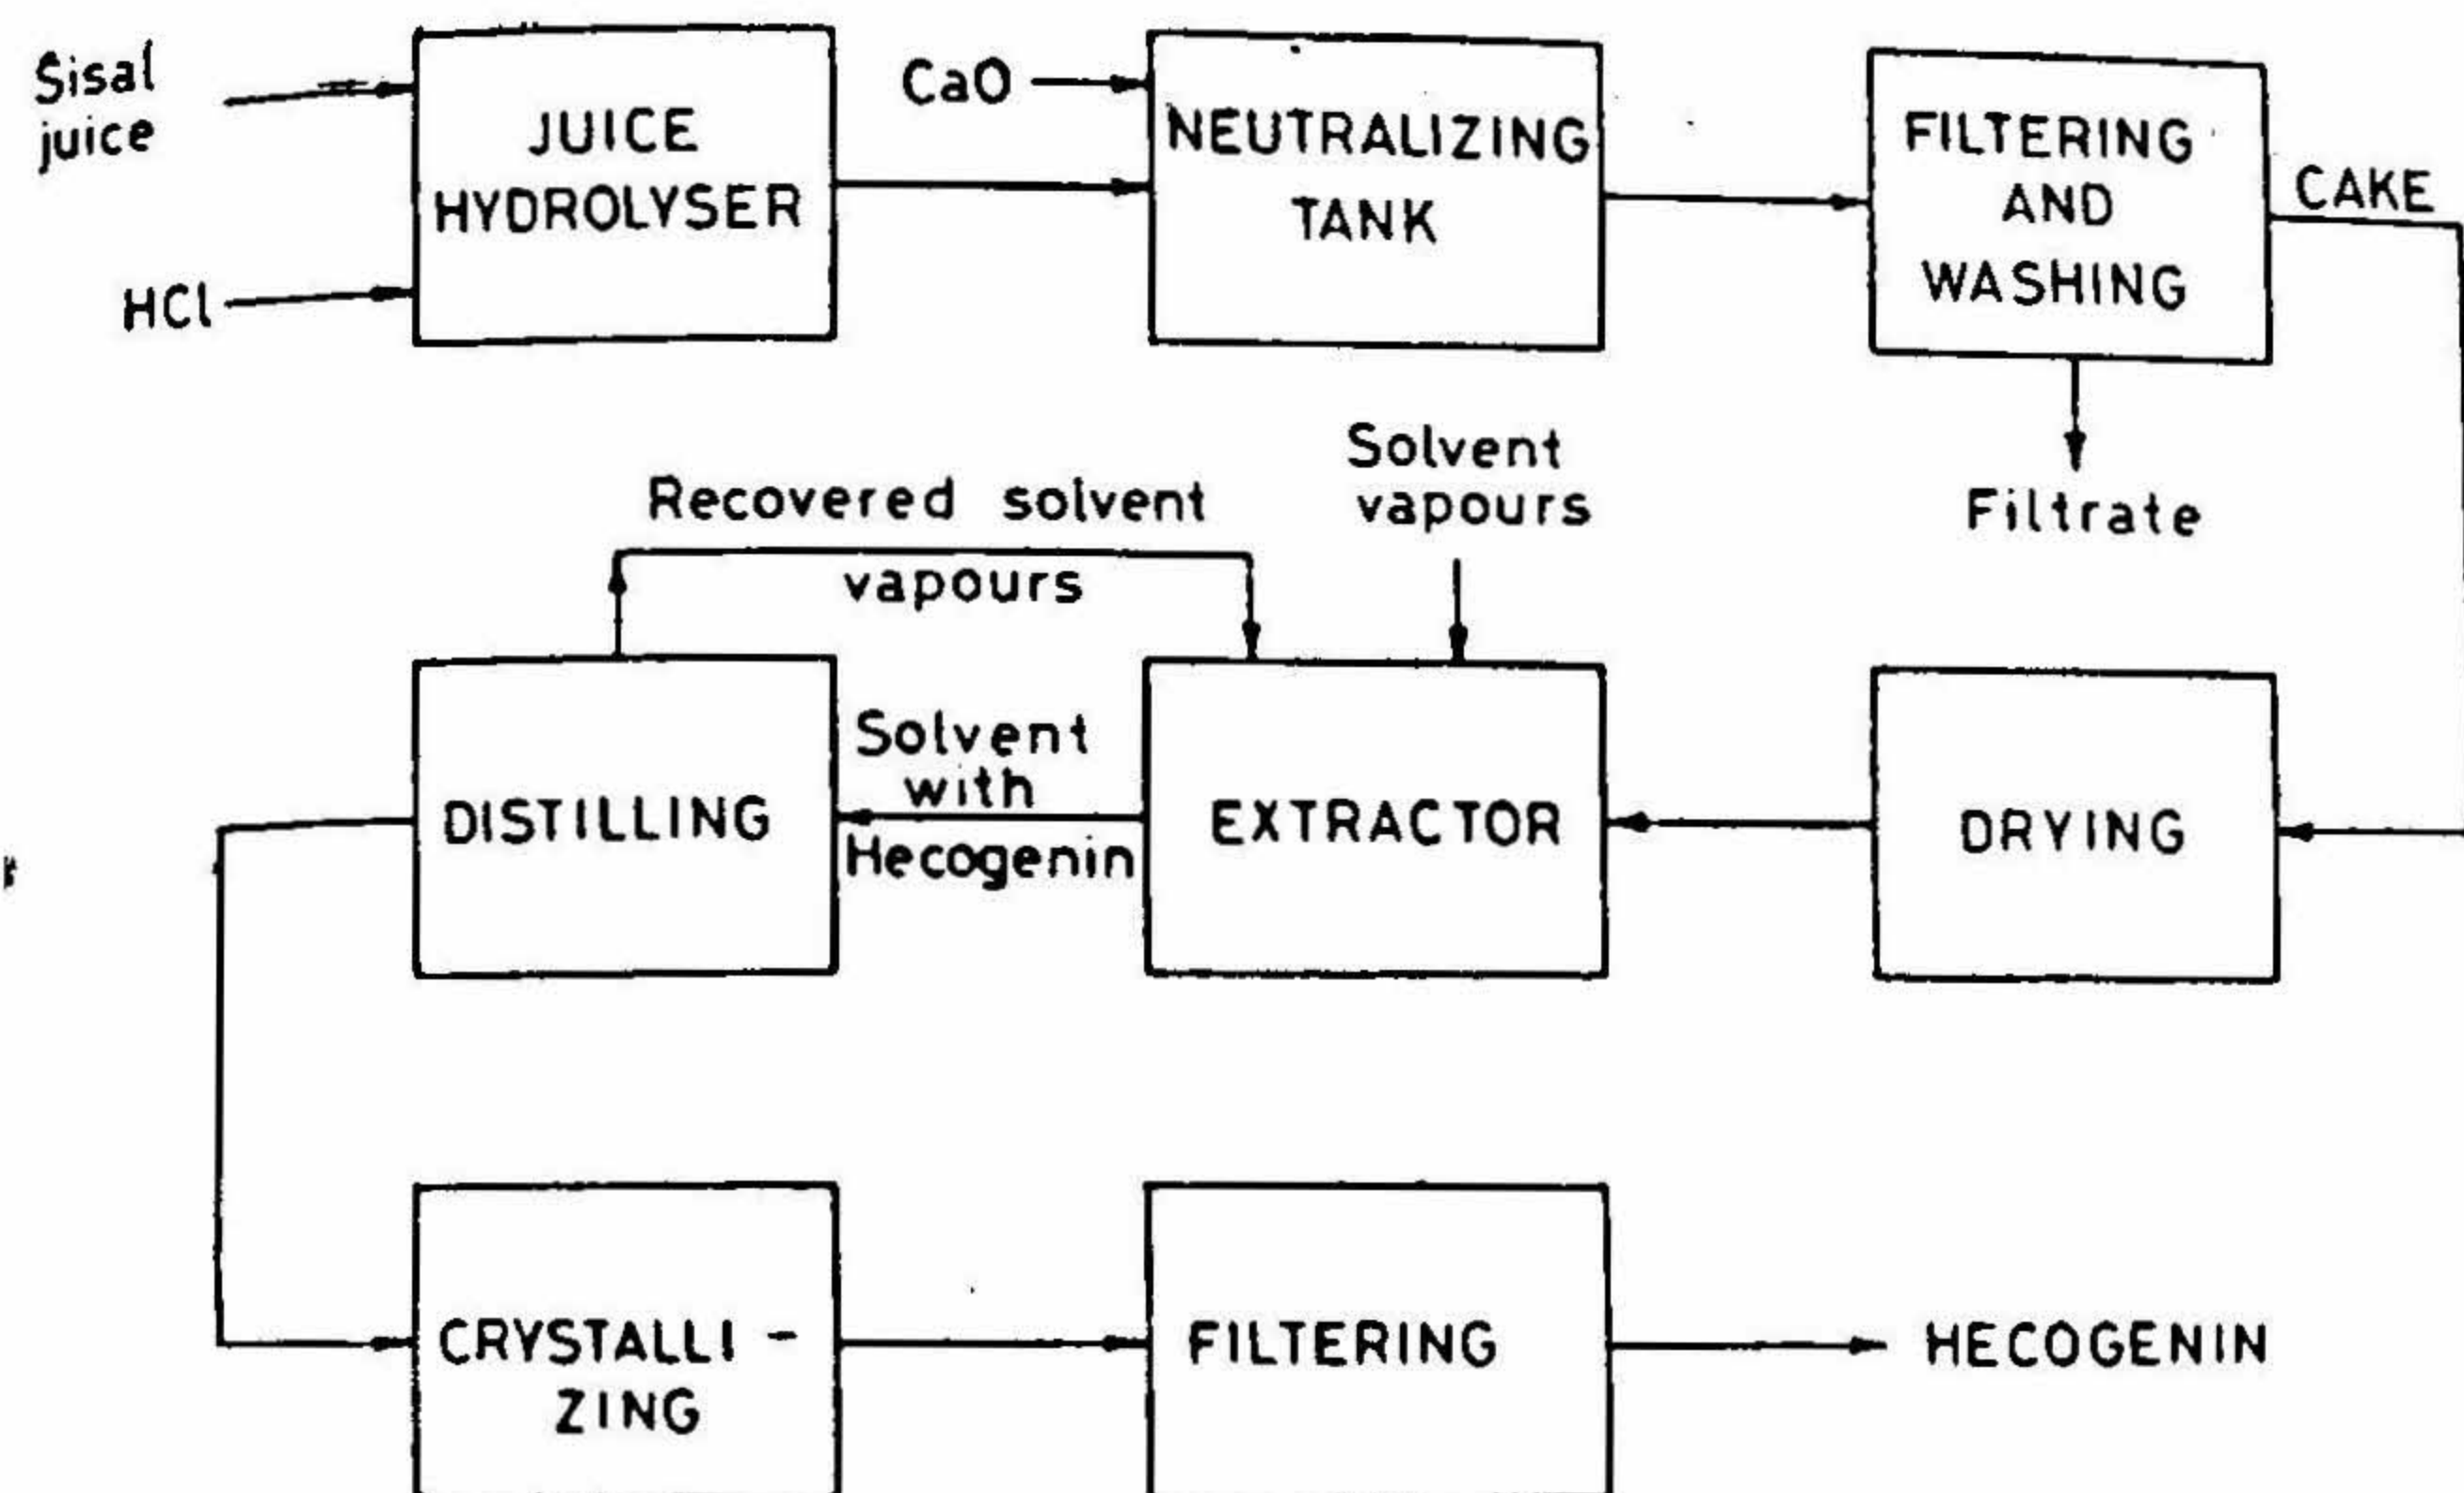 Sisal
juice
HCl
JUICE
HYDROLYSER
CaO
NEUTRALIZING
TANK
FILTERING
AND
WASHING
CAKE
Filtrate
Solvent
vapours
Recovered solvent
vapours
DRYING
EXTRACTOR
Solvent
with
Hecogenin
DISTILLING
CRYSTALLI -
ZING
FILTERING
HECOGENIN